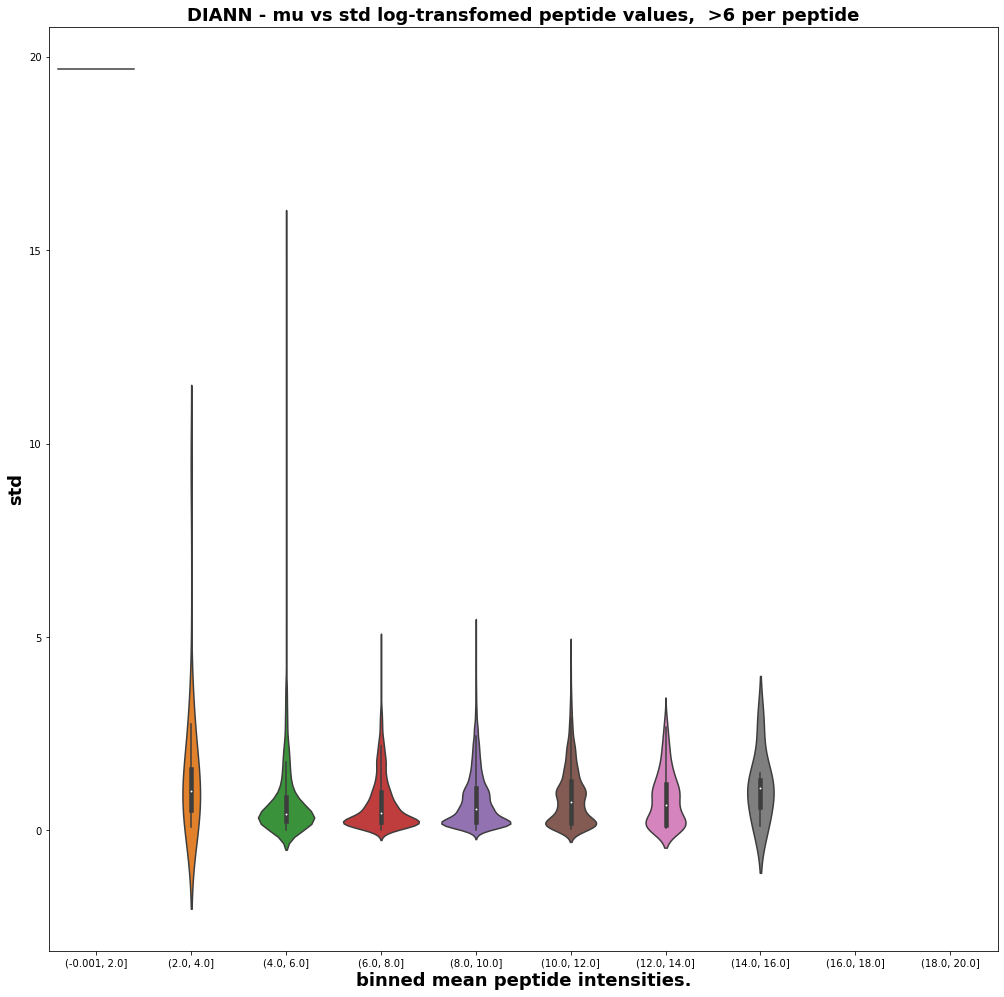 DIANN - mu vs std log-transfomed peptide values,  >6 per peptide
20
15
10
5
0
std
(-0.001, 2.0] (2.0, 4.0] (4.0, 6.0] (6.0, 8.0] (8.0, 10.0] (10.0, 12.0] (12.0, 14.0] (14.0, 16.0] (16.0, 18.0] (18.0, 20.0]
binned mean peptide intensities.